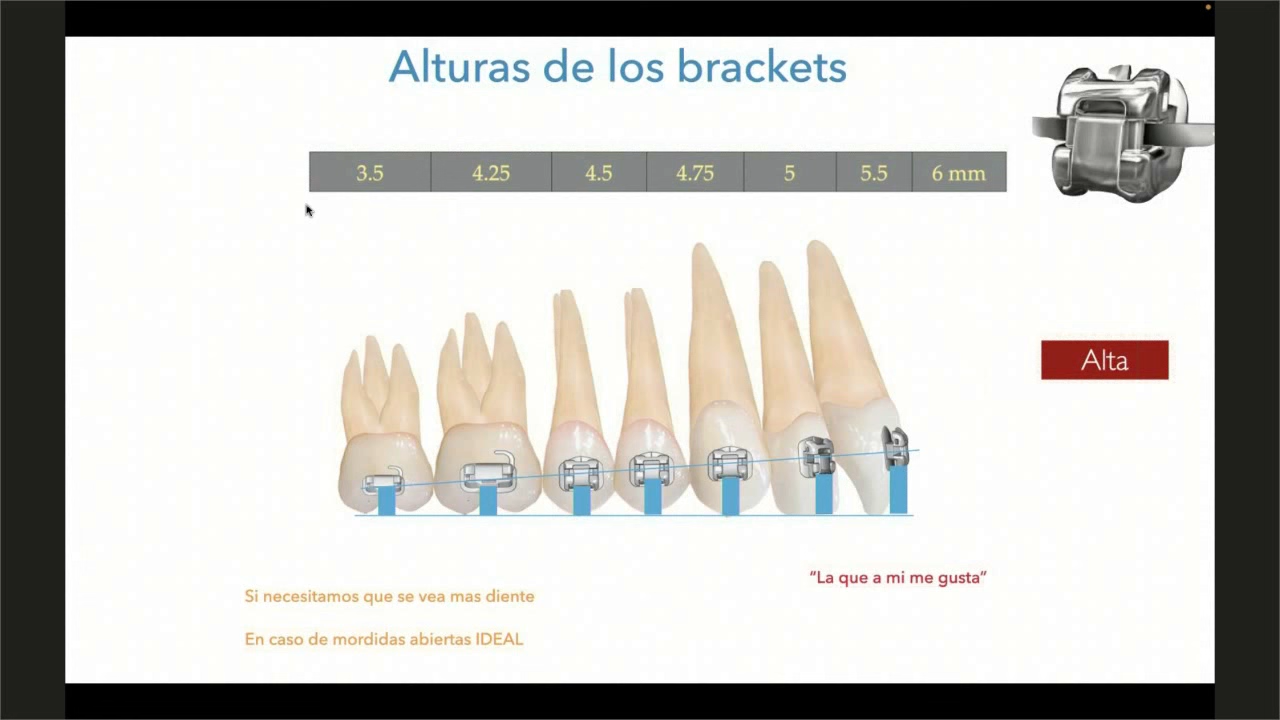 Alturas de los brackets
3.5 4.25 4.5 4.75 5 5.5 6 mm
Alta
“La que a mi me gusta”
Si necesitamos que se vea mas diente
En caso de mordidas abiertas IDEAL